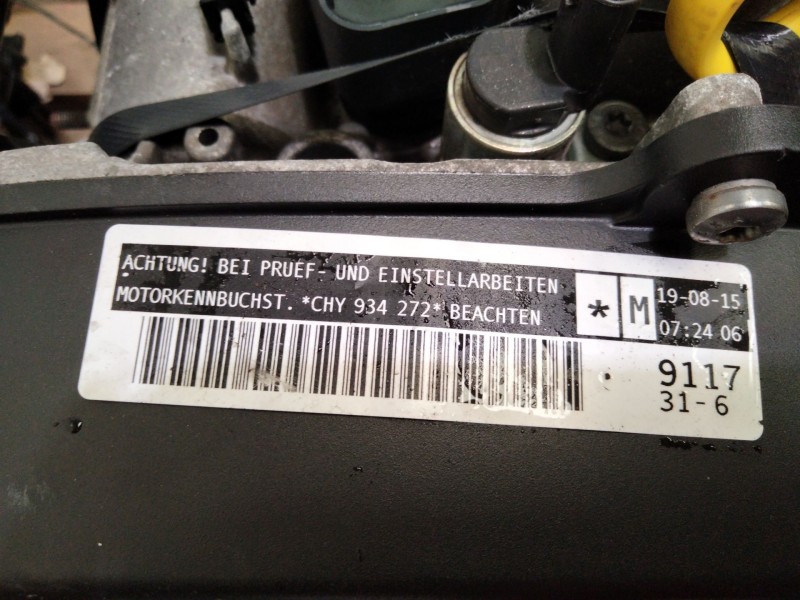 ACHTUNG! BEI PRUEF- UND EINSTELLARBEITEN
MOTORKENNBUCHST. *CHY 934 272* BEACHTEN
* M
19-08-15
07:24 06
9117
31-6